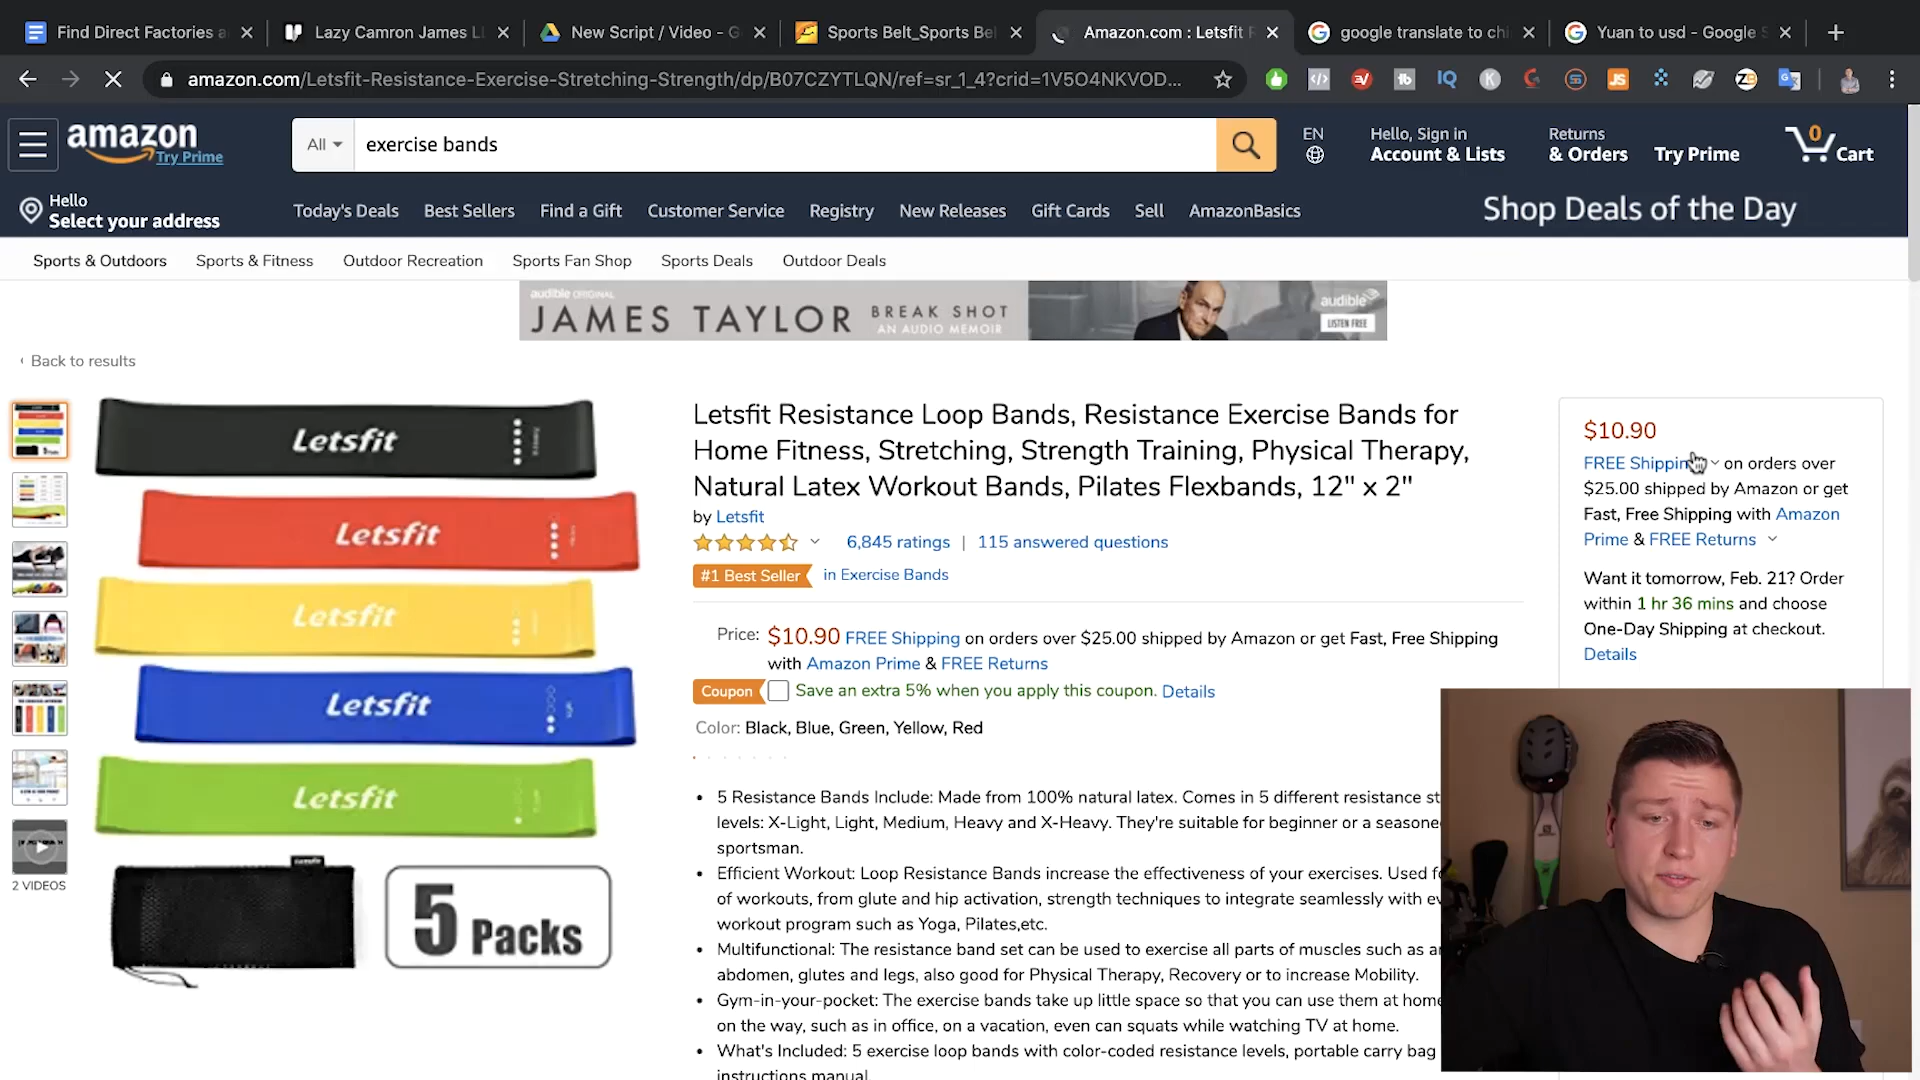 Find Direct Factories a
Lazy Camron James LL
New Script / Video - G
Sports Belt_Sports Bel
Amazon.com : Letsfit R
google translate to chi
Yuan to usd - Google S
amazon.com/Letsfit-Resistance-Exercise-Stretching-Strength/dp/B07CZYTLQN/ref=sr_1_4?crid=1V5O4NKVOD...
amazon
Try Prime
All
exercise bands
EN
Hello, Sign in
Account & Lists
Returns
& Orders
Try Prime
0
Cart
Hello
Select your address
Today's Deals
Best Sellers
Find a Gift
Customer Service
Registry
New Releases
Gift Cards
Sell
AmazonBasics
Shop Deals of the Day
Sports & Outdoors
Sports & Fitness
Outdoor Recreation
Sports Fan Shop
Sports Deals
Outdoor Deals
audible ORIGINAL
JAMES TAYLOR
BREAK SHOT
AN AUDIO MEMOIR
audible
LISTEN FREE
‹ Back to results
Letsfit
Letsfit
Letsfit
Letsfit
Letsfit
5 Packs
2 VIDEOS
Letsfit Resistance Loop Bands, Resistance Exercise Bands for
Home Fitness, Stretching, Strength Training, Physical Therapy,
Natural Latex Workout Bands, Pilates Flexbands, 12" x 2"
by Letsfit
6,845 ratings | 115 answered questions
#1 Best Seller in Exercise Bands
Price: $10.90 FREE Shipping on orders over $25.00 shipped by Amazon or get Fast, Free Shipping
with Amazon Prime & FREE Returns
Coupon Save an extra 5% when you apply this coupon. Details
Color: Black, Blue, Green, Yellow, Red
• 5 Resistance Bands Include: Made from 100% natural latex. Comes in 5 different resistance st
levels: X-Light, Light, Medium, Heavy and X-Heavy. They're suitable for beginner or a seasone
sportsman.
• Efficient Workout: Loop Resistance Bands increase the effectiveness of your exercises. Used fo
of workouts, from glute and hip activation, strength techniques to integrate seamlessly with ev
workout program such as Yoga, Pilates,etc.
• Multifunctional: The resistance band set can be used to exercise all parts of muscles such as ar
abdomen, glutes and legs, also good for Physical Therapy, Recovery or to increase Mobility.
• Gym-in-your-pocket: The exercise bands take up little space so that you can use them at home
on the way, such as in office, on a vacation, even can squats while watching TV at home.
• What's Included: 5 exercise loop bands with color-coded resistance levels, portable carry bag
instructions manual.
$10.90
FREE Shipping on orders over
$25.00 shipped by Amazon or get
Fast, Free Shipping with Amazon
Prime & FREE Returns
Want it tomorrow, Feb. 21? Order
within 1 hr 36 mins and choose
One-Day Shipping at checkout.
Details